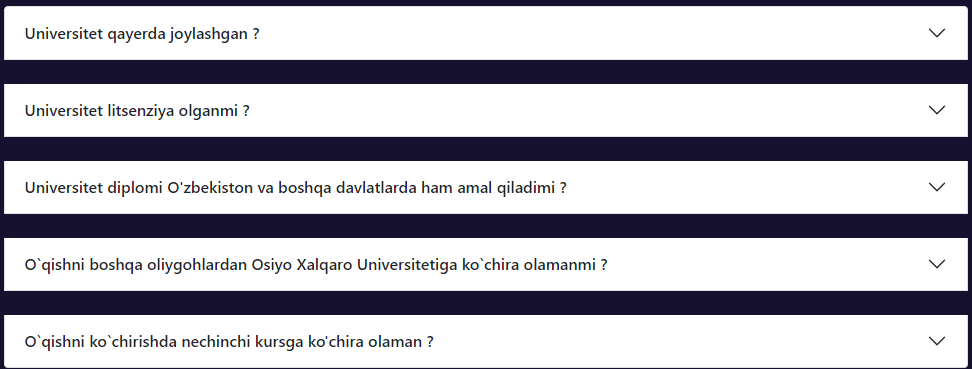 Universitet qayerda joylashgan ?
Universitet litsenziya olganmi ?
Universitet diplomi O'zbekiston va boshqa davlatlarda ham amal qiladimi ?
O`qishni boshqa oliygohlardan Osiyo Xalqaro Universitetiga ko`chira olamanmi ?
O`qishni ko`chirishda nechinchi kursga ko'chira olaman ?